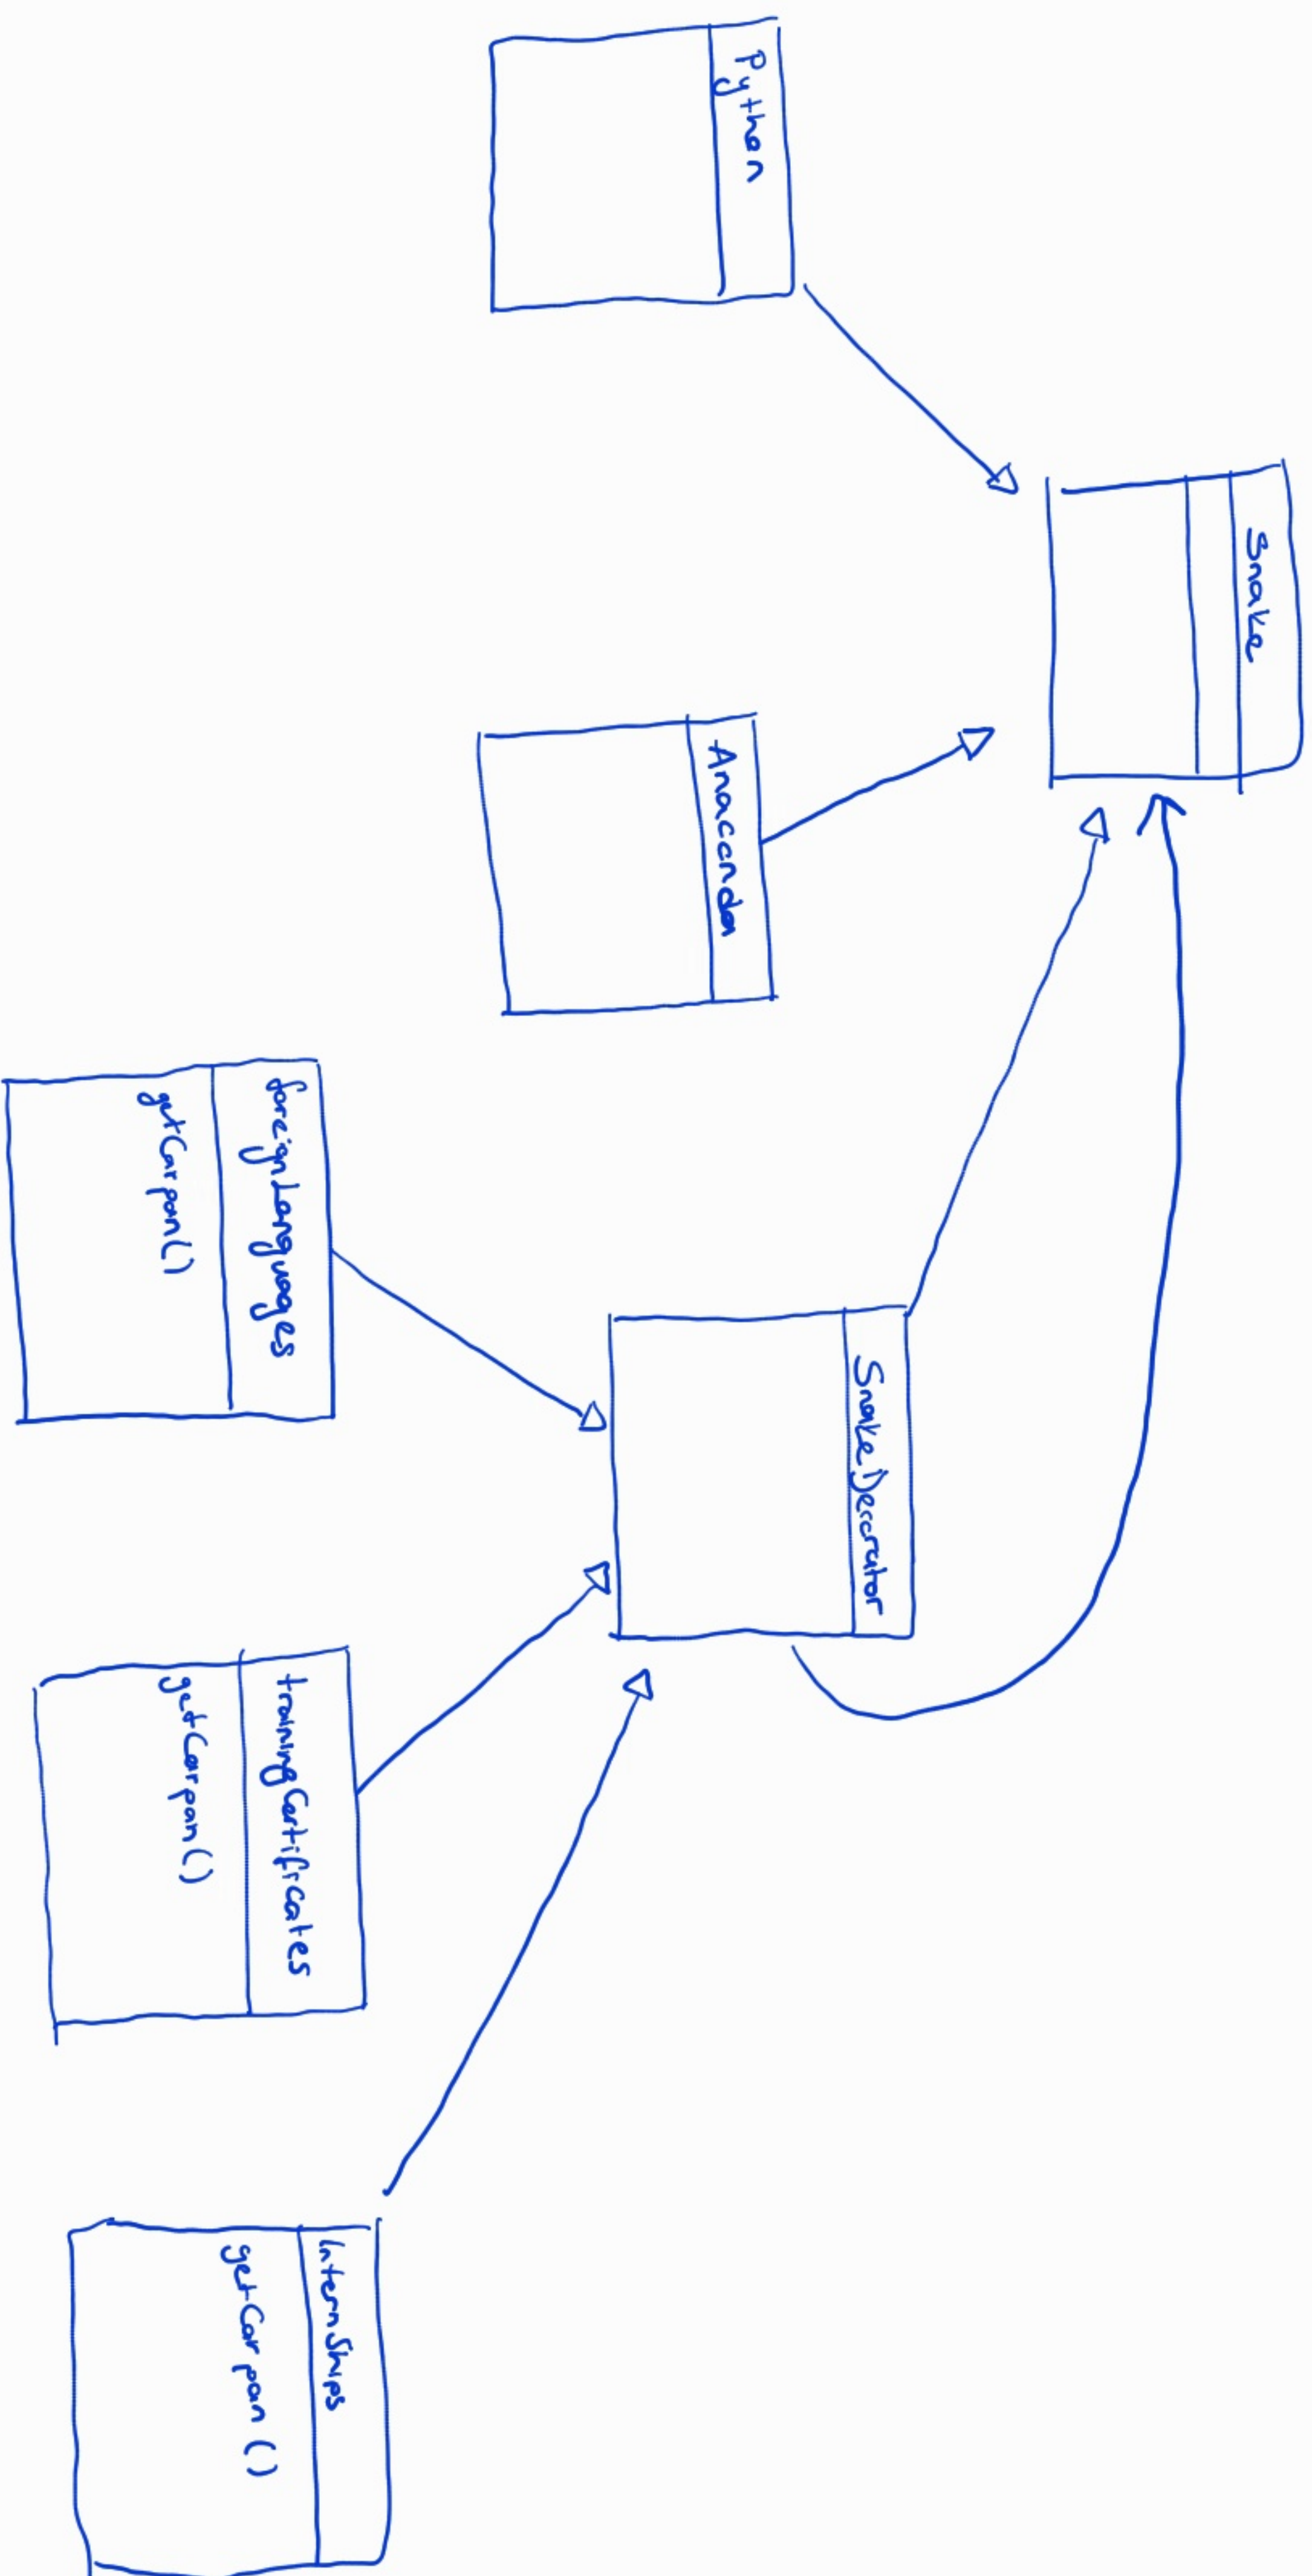 Snake
Python
Anaconda
SnakeDecorator
foreignLanguages
getCarpan()
trainingCertificates
getCarpan()
InternShips
getCarpan()